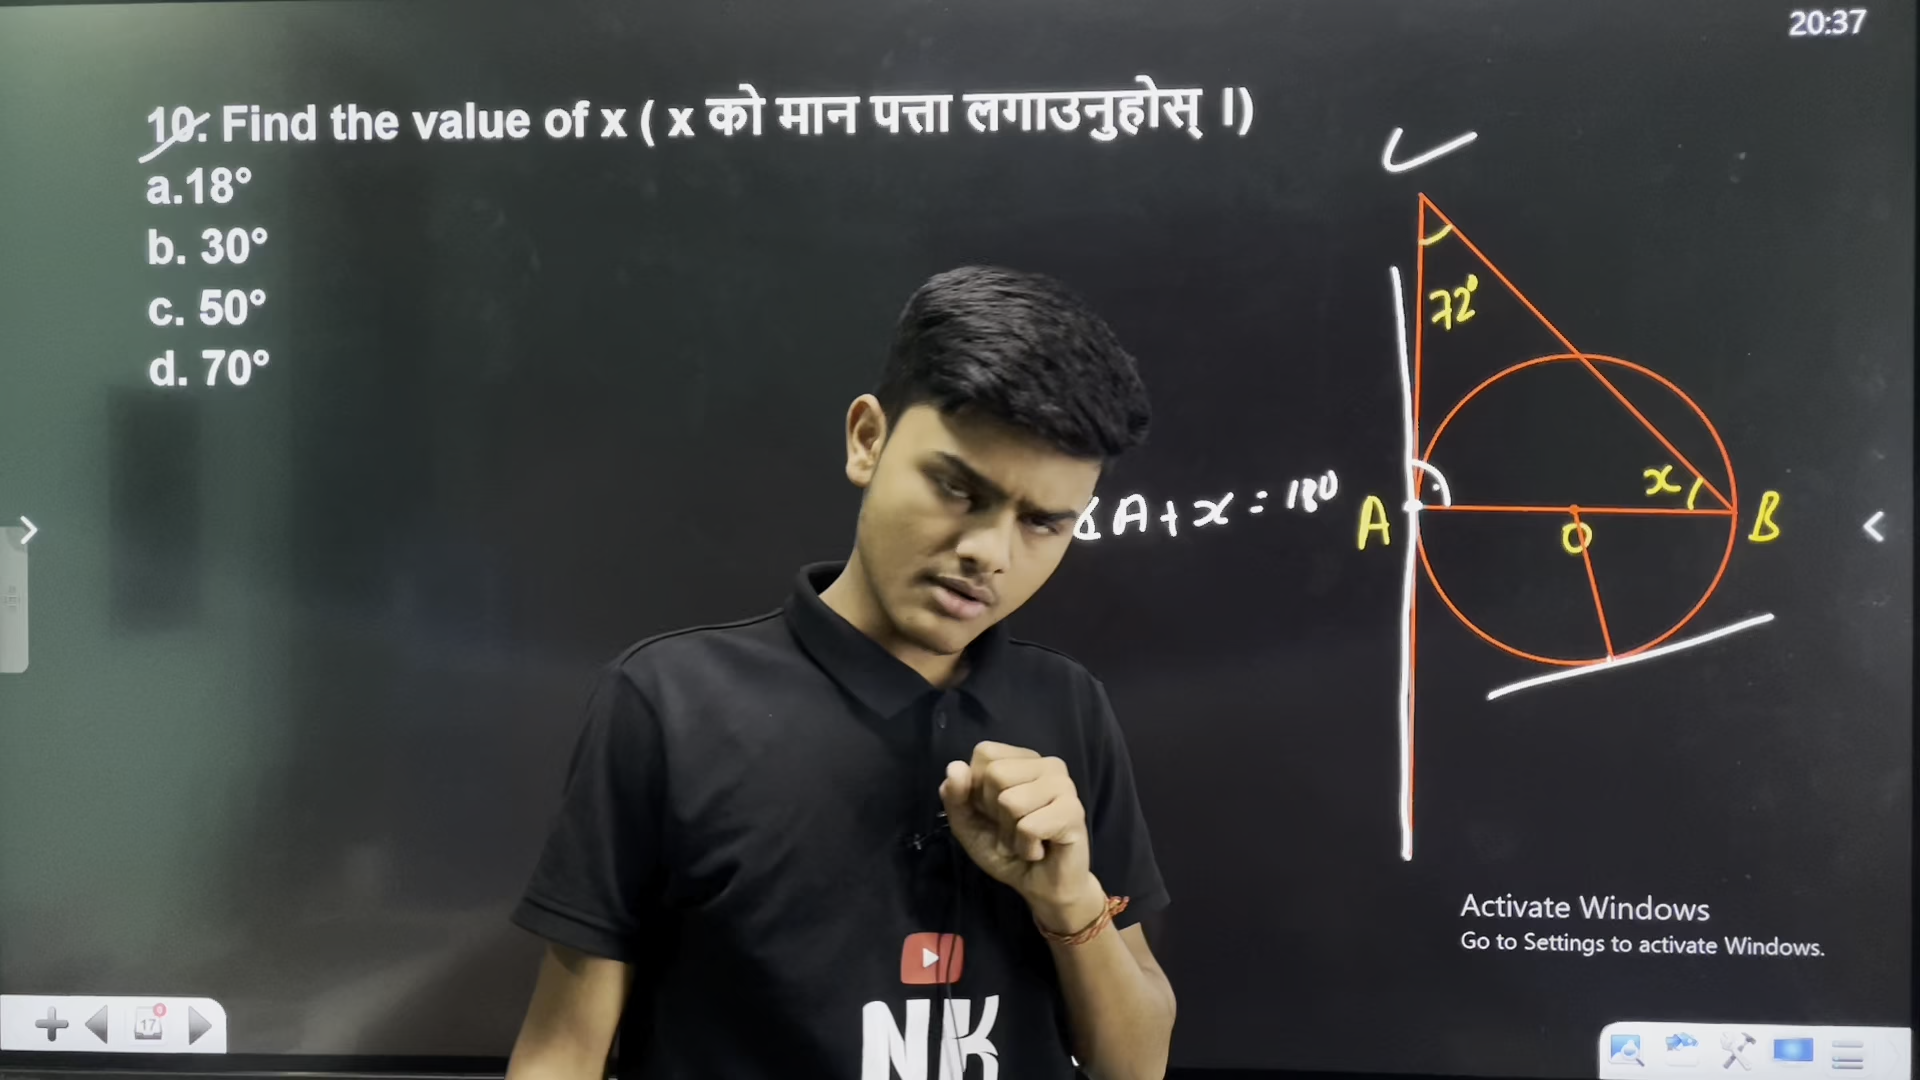 20:37
10. Find the value of x ( x को मान पत्ता लगाउनुहोस् ।)
a.18°
b. 30°
c. 50°
d. 70°
72°
x
A + x = 180
A
O
B
Activate Windows
Go to Settings to activate Windows.
17
NK